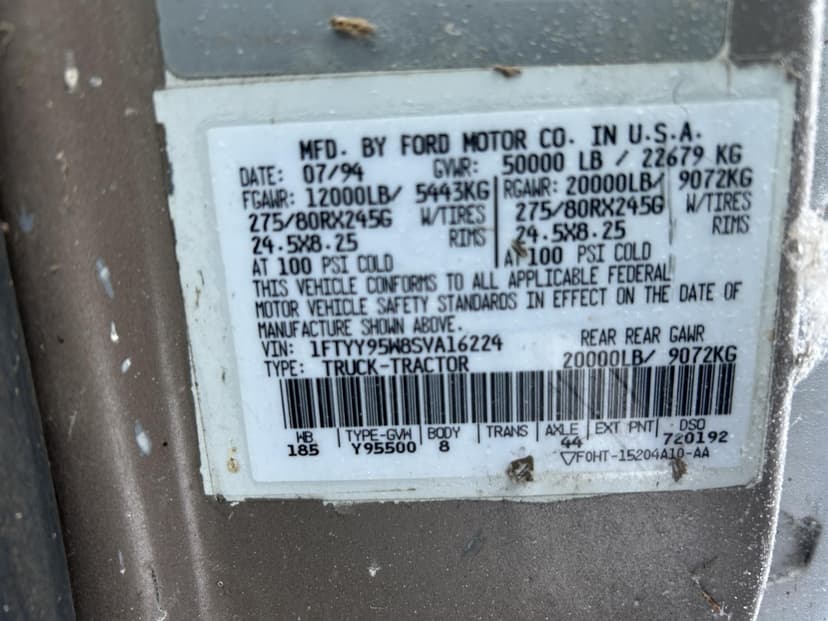 MFD. BY FORD MOTOR CO. IN U.S.A.
DATE: 07/94 GVWR: 50000 LB / 22679 KG
FGAWR: 12000LB/ 5443KG RGAWR: 20000LB/ 9072KG
275/80RX245G W/TIRES 275/80RX245G W/TIRES
24.5X8.25 RIMS 24.5X8.25 RIMS
AT 100 PSI COLD AT 100 PSI COLD
THIS VEHICLE CONFORMS TO ALL APPLICABLE FEDERAL
MOTOR VEHICLE SAFETY STANDARDS IN EFFECT ON THE DATE OF
MANUFACTURE SHOWN ABOVE.
VIN: 1FTYY95W8SVA16224 REAR REAR GAWR
TYPE: TRUCK-TRACTOR 20000LB/ 9072KG
WB TYPE-GVW BODY TRANS AXLE EXT PNT DSO
185 Y95500 8 44 720192
F0HT-15204A10-AA